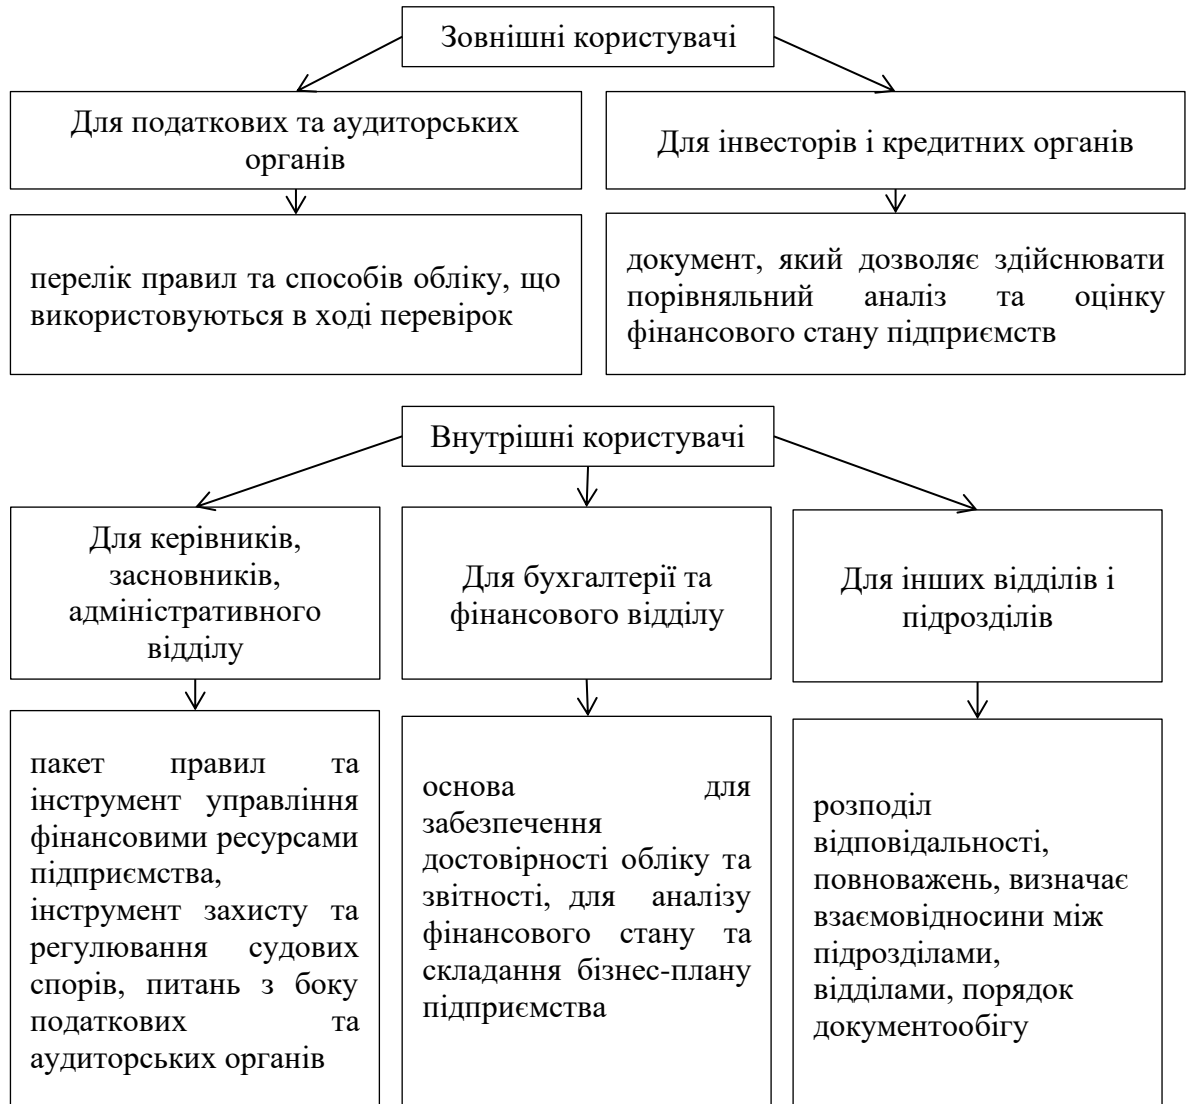 Зовнішні користувачі
Для податкових та аудиторських
органів
Для інвесторів і кредитних органів
перелік правил та способів обліку, що
використовуються в ході перевірок
документ, який дозволяє здійснювати
порівняльний аналіз та оцінку
фінансового стану підприємств
Внутрішні користувачі
Для керівників,
засновників,
адміністративного
відділу
Для бухгалтерії та
фінансового відділу
Для інших відділів і
підрозділів
пакет правил та
інструмент управління
фінансовими ресурсами
підприємства,
інструмент захисту та
регулювання судових
спорів, питань з боку
податкових та
аудиторських органів
основа для
забезпечення
достовірності обліку та
звітності, для аналізу
фінансового стану та
складання бізнес-плану
підприємства
розподіл
відповідальності,
повноважень, визначає
взаємовідносини між
підрозділами,
відділами, порядок
документообігу